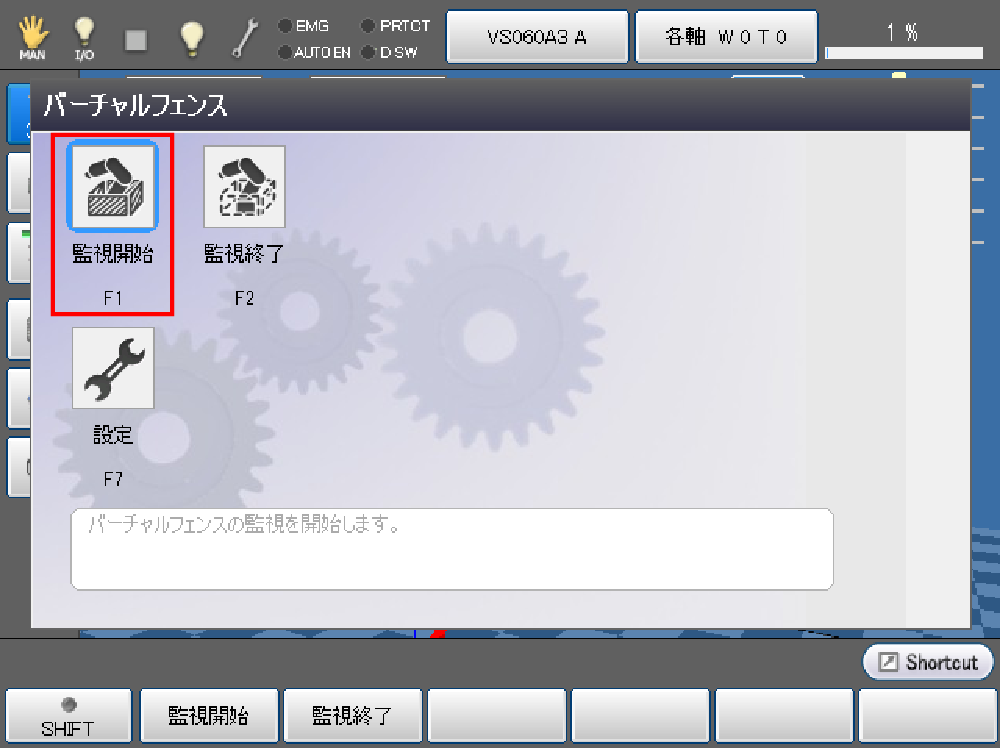 MAN
I/O
EMG
PRTCT
AUTO EN
D SW
VS060A3 A
各軸 W0T0
1 %
バーチャルフェンス
監視開始
監視終了
F1
F2
設定
F7
バーチャルフェンスの監視を開始します。
Shortcut
SHIFT
監視開始
監視終了